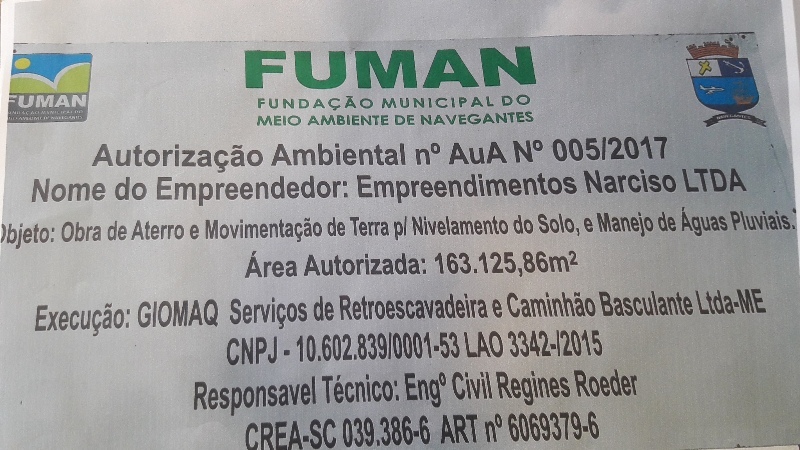 FUMAN
FUNDAÇÃO MUNICIPAL DO
MEIO AMBIENTE DE NAVEGANTES
FUMAN
Autorização Ambiental nº AuA Nº 005/2017
Nome do Empreendedor: Empreendimentos Narciso LTDA
Objeto: Obra de Aterro e Movimentação de Terra p/ Nivelamento do Solo, e Manejo de Águas Pluviais.
Área Autorizada: 163.125,86m²
Execução: GIOMAQ Serviços de Retroescavadeira e Caminhão Basculante Ltda-ME
CNPJ - 10.602.839/0001-53 LAO 3342-/2015
Responsavel Técnico: Engº Civil Regines Roeder
CREA-SC 039.386-6 ART nº 6069379-6